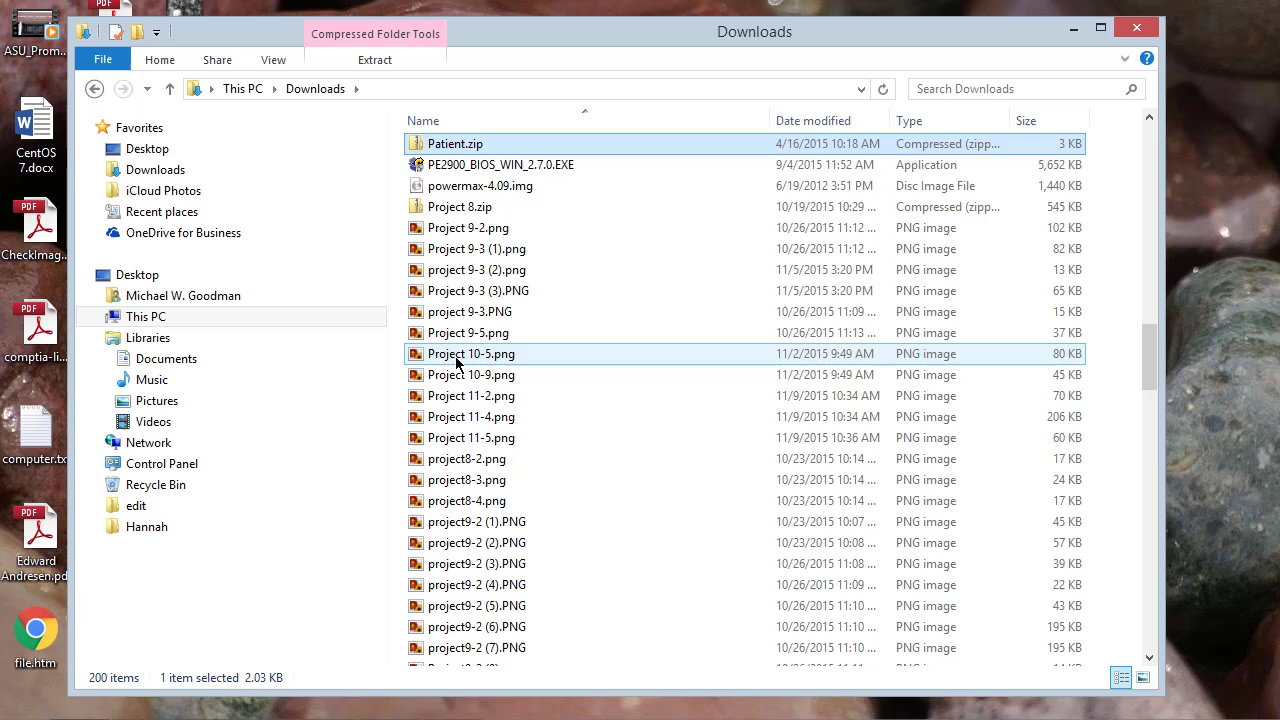 Compressed Folder Tools
Downloads
File
Home
Share
View
Extract
This PC
Downloads
Search Downloads
Name
Date modified
Type
Size
Favorites
Desktop
Downloads
iCloud Photos
Recent places
OneDrive for Business
Desktop
Michael W. Goodman
This PC
Libraries
Documents
Music
Pictures
Videos
Network
Control Panel
Recycle Bin
edit
Hannah
Patient.zip 4/16/2015 10:18 AM Compressed (zipp... 3 KB
PE2900_BIOS_WIN_2.7.0.EXE 9/4/2015 11:52 AM Application 5,652 KB
powermax-4.09.img 6/19/2012 3:51 PM Disc Image File 1,440 KB
Project 8.zip 10/19/2015 10:29 ... Compressed (zipp... 545 KB
Project 9-2.png 10/26/2015 11:12 ... PNG image 102 KB
Project 9-3 (1).png 10/26/2015 11:12 ... PNG image 82 KB
project 9-3 (2).png 11/5/2015 3:20 PM PNG image 13 KB
Project 9-3 (3).PNG 11/5/2015 3:20 PM PNG image 65 KB
project 9-3.PNG 10/26/2015 11:09 ... PNG image 15 KB
Project 9-5.png 10/26/2015 11:13 ... PNG image 37 KB
Project 10-5.png 11/2/2015 9:49 AM PNG image 80 KB
Project 10-9.png 11/2/2015 9:49 AM PNG image 45 KB
Project 11-2.png 11/9/2015 10:34 AM PNG image 70 KB
Project 11-4.png 11/9/2015 10:34 AM PNG image 206 KB
Project 11-5.png 11/9/2015 10:36 AM PNG image 60 KB
project8-2.png 10/23/2015 10:14 ... PNG image 17 KB
project8-3.png 10/23/2015 10:14 ... PNG image 24 KB
project8-4.png 10/23/2015 10:14 ... PNG image 17 KB
project9-2 (1).PNG 10/23/2015 10:07 ... PNG image 45 KB
project9-2 (2).PNG 10/23/2015 10:08 ... PNG image 57 KB
project9-2 (3).PNG 10/26/2015 11:08 ... PNG image 39 KB
project9-2 (4).PNG 10/26/2015 11:09 ... PNG image 22 KB
project9-2 (5).PNG 10/26/2015 11:10 ... PNG image 43 KB
project9-2 (6).PNG 10/26/2015 11:10 ... PNG image 195 KB
project9-2 (7).PNG 10/26/2015 11:10 ... PNG image 195 KB
200 items 1 item selected 2.03 KB
ASU_Prom...
CentOS
7.docx
PDF
CheckImag...
PDF
comptia-li...
computer.tx
PDF
Edward
Andresen.pd
file.htm